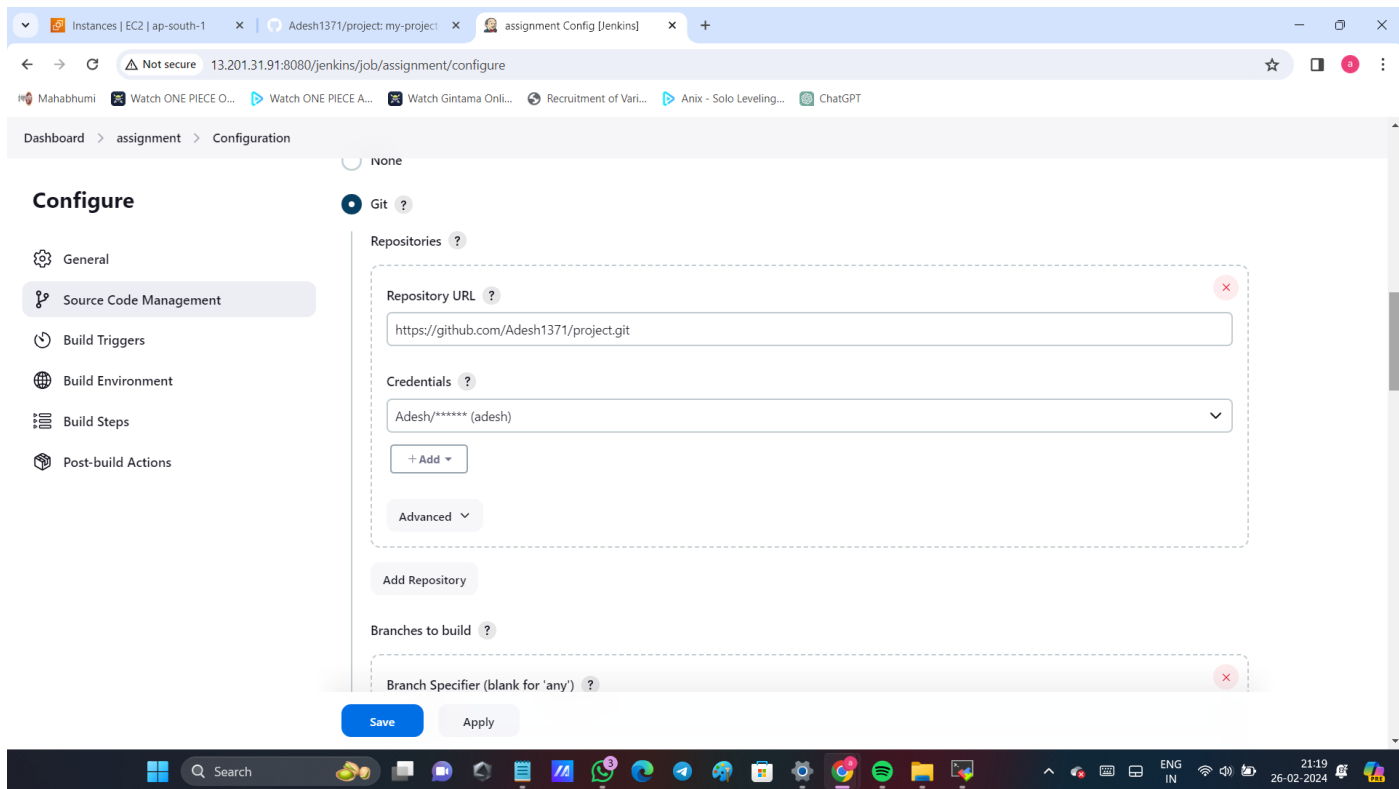 Instances | EC2 | ap-south-1
Adesh1371/project: my-project
assignment Config [Jenkins]
Not secure
13.201.31.91:8080/jenkins/job/assignment/configure
a
Mahabhumi
Watch ONE PIECE O...
Watch ONE PIECE A...
Watch Gintama Onli...
Recruitment of Vari...
Anix - Solo Leveling...
ChatGPT
Dashboard > assignment > Configuration
Configure
General
Source Code Management
Build Triggers
Build Environment
Build Steps
Post-build Actions
None
Git ?
Repositories ?
Repository URL ?
https://github.com/Adesh1371/project.git
Credentials ?
Adesh/****** (adesh)
+ Add
Advanced
Add Repository
Branches to build ?
Branch Specifier (blank for 'any') ?
Save
Apply
Search
3
ENG
IN
21:19
26-02-2024
PRE